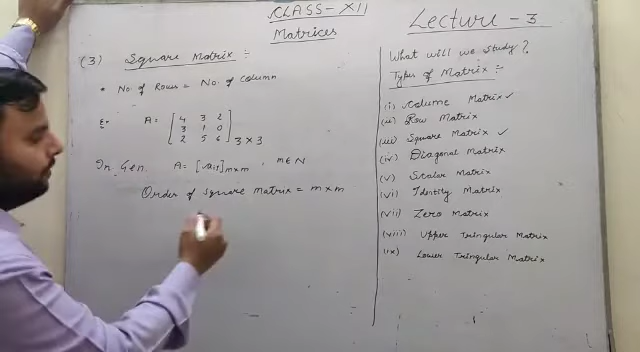 CLASS-XII
Matrices
Lecture - 3
(3) Square Matrix :-
• No. of Rows = No. of Column
Ex- A = [ 4 3 2
3 1 0
2 5 6 ] 3×3
In. Gen. A = [aij]m×m , m∈N
Order of square matrix = m×m
What will we study?
Types of Matrix :-
(i) Column Matrix ✓
(ii) Row Matrix
(iii) Square Matrix ✓
(iv) Diagonal Matrix
(v) Scalar Matrix
(vi) Identity Matrix
(vii) Zero Matrix
(viii) Upper Tringular Matrix
(ix) Lower Tringular Matrix